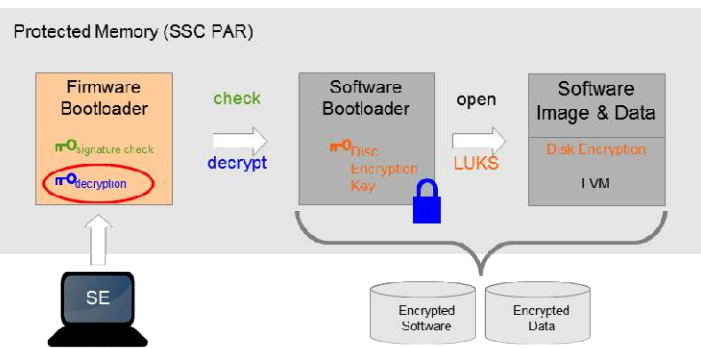 Protected Memory (SSC PAR)
Firmware
Bootloader
signature check
decryption
check
decrypt
Software
Bootloader
Disc
Encryption
Key
open
LUKS
Software
Image & Data
Disk Encryption
LVM
SE
Encrypted
Software
Encrypted
Data